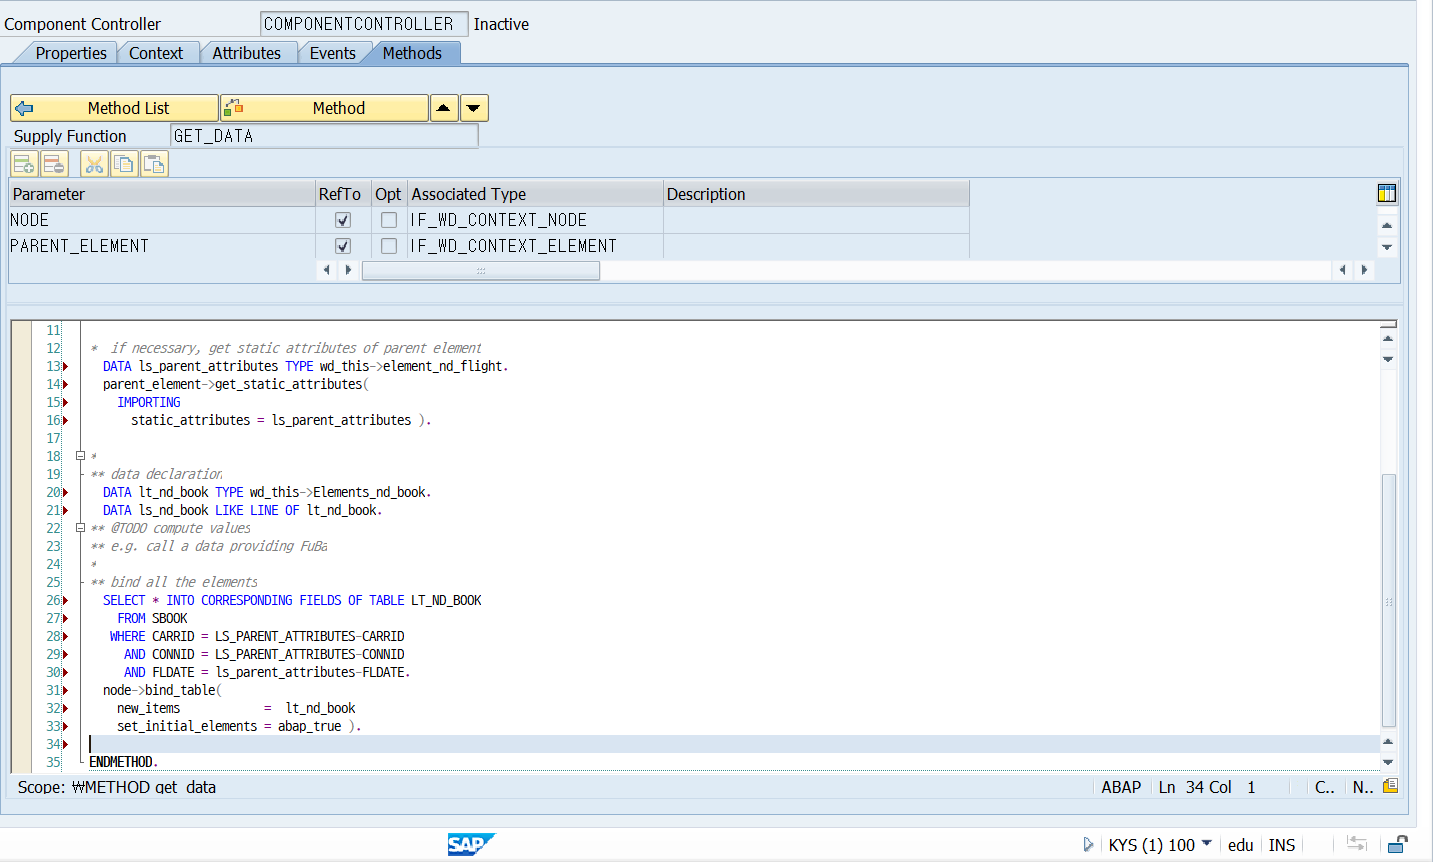 Component Controller COMPONENTCONTROLLER Inactive
Properties Context Attributes Events Methods
Method List Method
Supply Function GET_DATA
Parameter RefTo Opt Associated Type Description
NODE IF_WD_CONTEXT_NODE
PARENT_ELEMENT IF_WD_CONTEXT_ELEMENT
11
12 * if necessary, get static attributes of parent element
13 DATA ls_parent_attributes TYPE wd_this->element_nd_flight.
14 parent_element->get_static_attributes(
15 IMPORTING
16 static_attributes = ls_parent_attributes ).
17
18 *
19 ** data declaration
20 DATA lt_nd_book TYPE wd_this->Elements_nd_book.
21 DATA ls_nd_book LIKE LINE OF lt_nd_book.
22 ** @TODO compute values
23 ** e.g. call a data providing FuBa
24 *
25 ** bind all the elements
26 SELECT * INTO CORRESPONDING FIELDS OF TABLE LT_ND_BOOK
27 FROM SBOOK
28 WHERE CARRID = LS_PARENT_ATTRIBUTES-CARRID
29 AND CONNID = LS_PARENT_ATTRIBUTES-CONNID
30 AND FLDATE = ls_parent_attributes-FLDATE.
31 node->bind_table(
32 new_items = lt_nd_book
33 set_initial_elements = abap_true ).
34
35 ENDMETHOD.
Scope: ₩METHOD get_data ABAP Ln 34 Col 1 C.. N..
SAP KYS (1) 100 edu INS